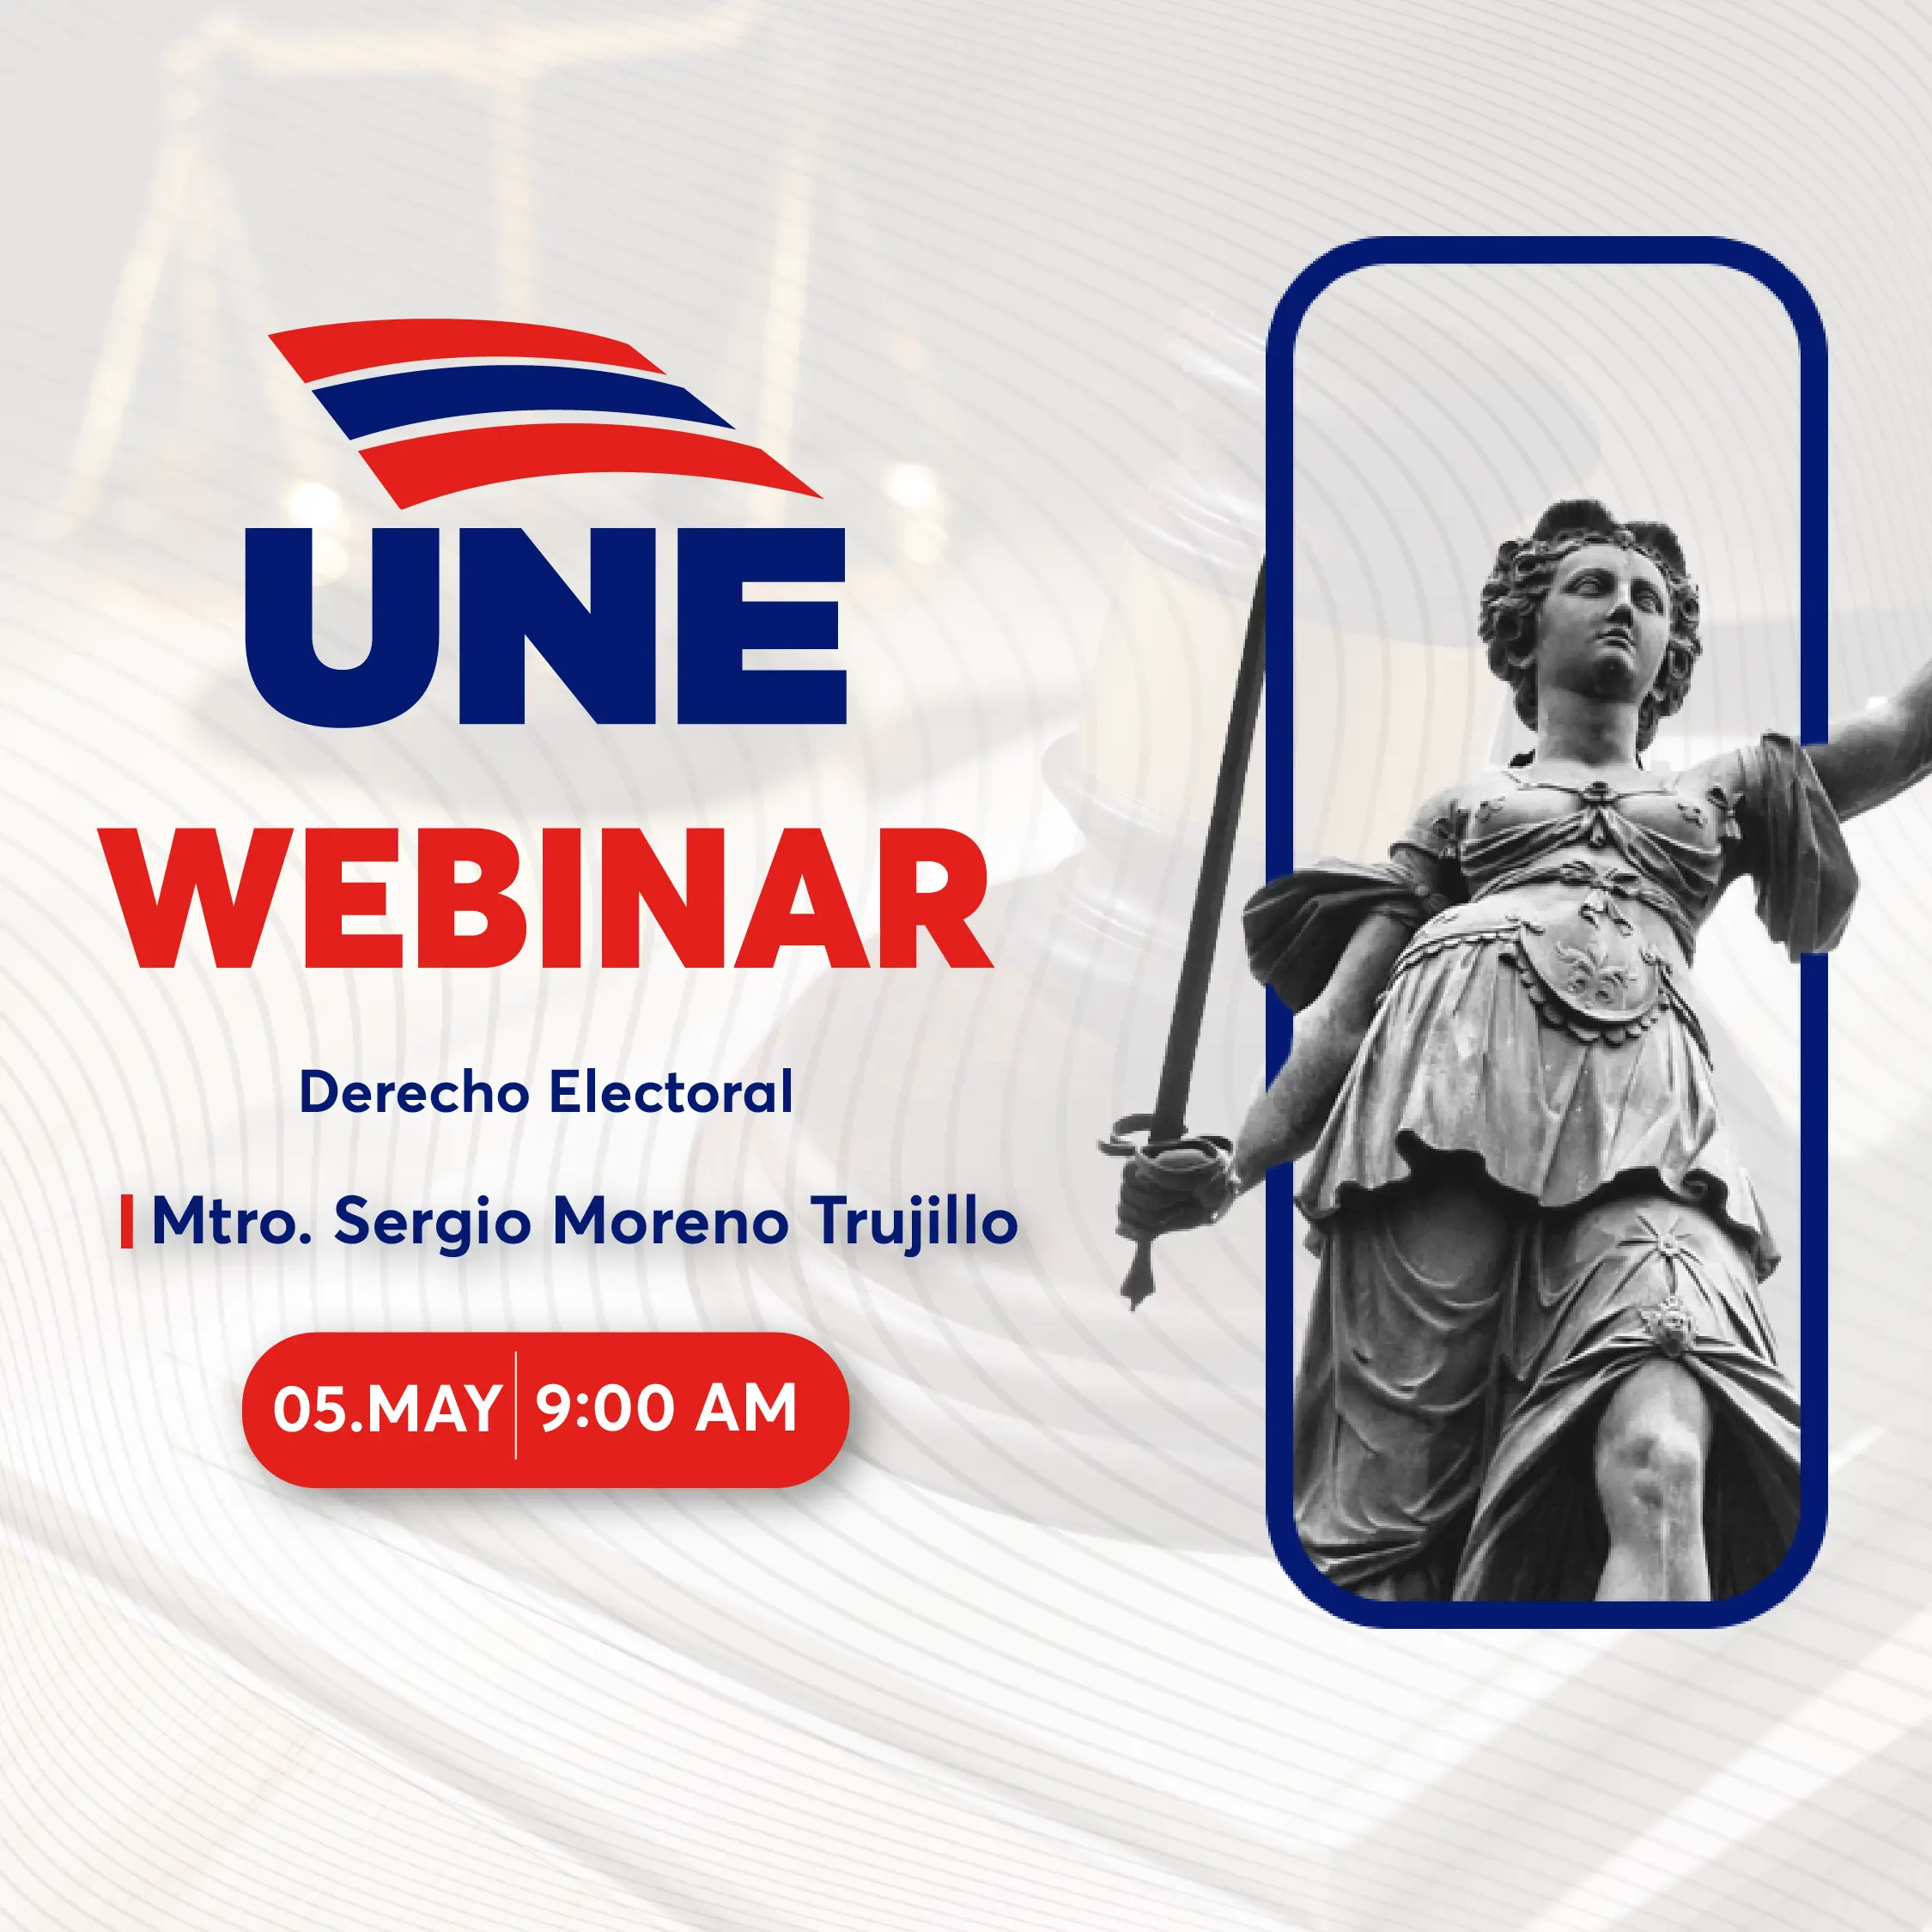 UNE
WEBINAR
Derecho Electoral
Mtro. Sergio Moreno Trujillo
05.MAY 9:00 AM